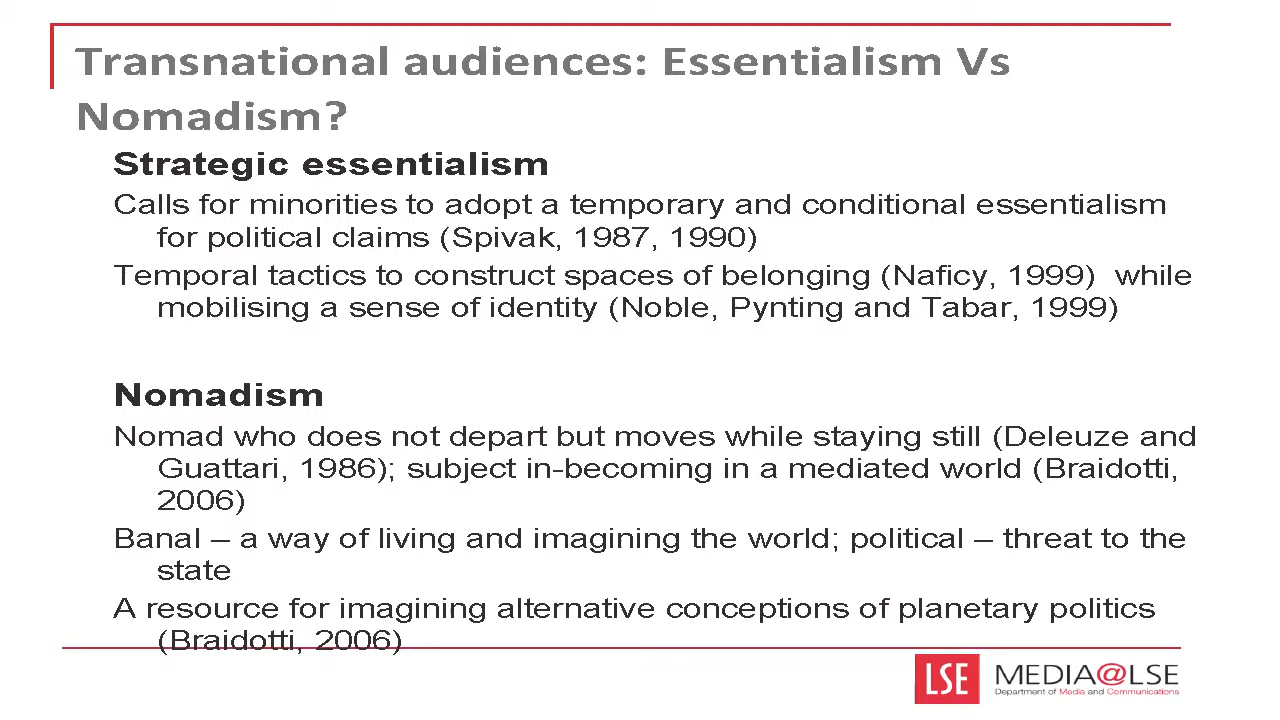 Transnational audiences: Essentialism Vs
Nomadism?
Strategic essentialism
Calls for minorities to adopt a temporary and conditional essentialism
for political claims (Spivak, 1987, 1990)
Temporal tactics to construct spaces of belonging (Naficy, 1999)  while
mobilising a sense of identity (Noble, Pynting and Tabar, 1999)
Nomadism
Nomad who does not depart but moves while staying still (Deleuze and
Guattari, 1986); subject in-becoming in a mediated world (Braidotti,
2006)
Banal – a way of living and imagining the world; political – threat to the
state
A resource for imagining alternative conceptions of planetary politics
(Braidotti, 2006)
LSE MEDIA@LSE
Department of Media and Communications